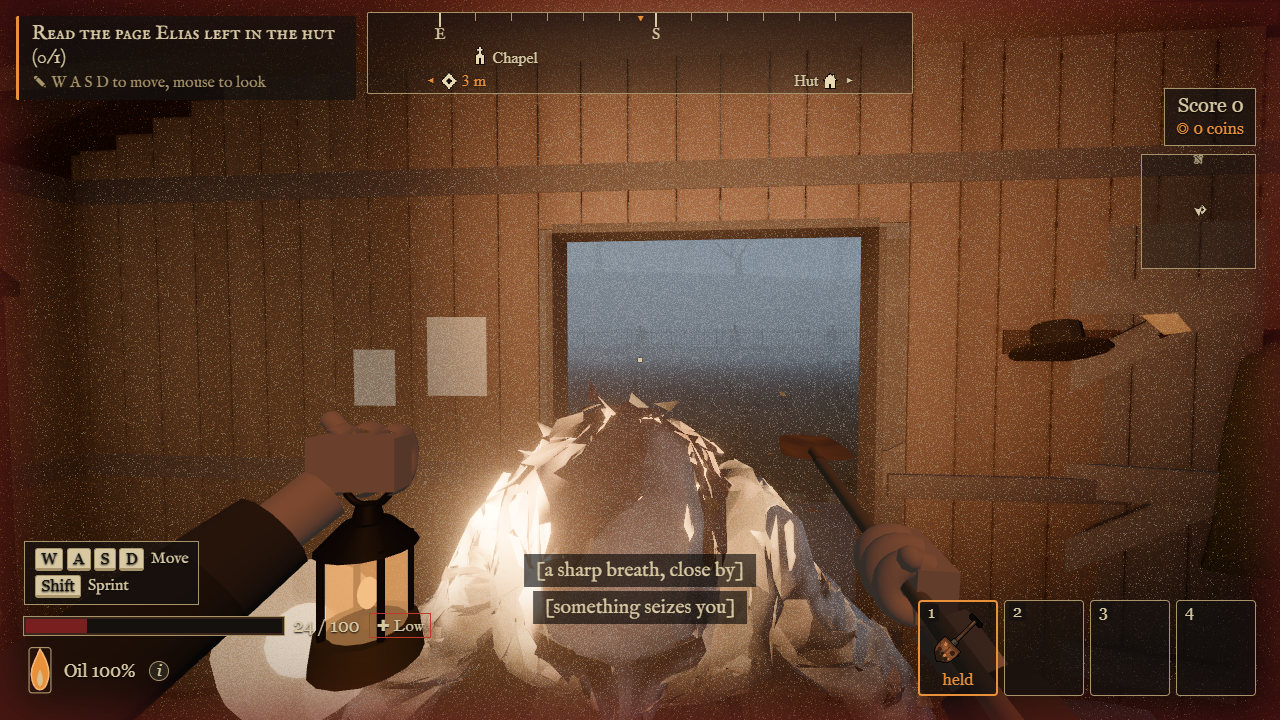 Read the page Elias left in the hut
(0/1)
W A S D to move, mouse to look
E
S
Chapel
3 m
Hut
Score 0
0 coins
N
[a sharp breath, close by]
[something seizes you]
W A S D Move
Shift Sprint
24 / 100
Low
Oil 100%
i
1
held
2
3
4